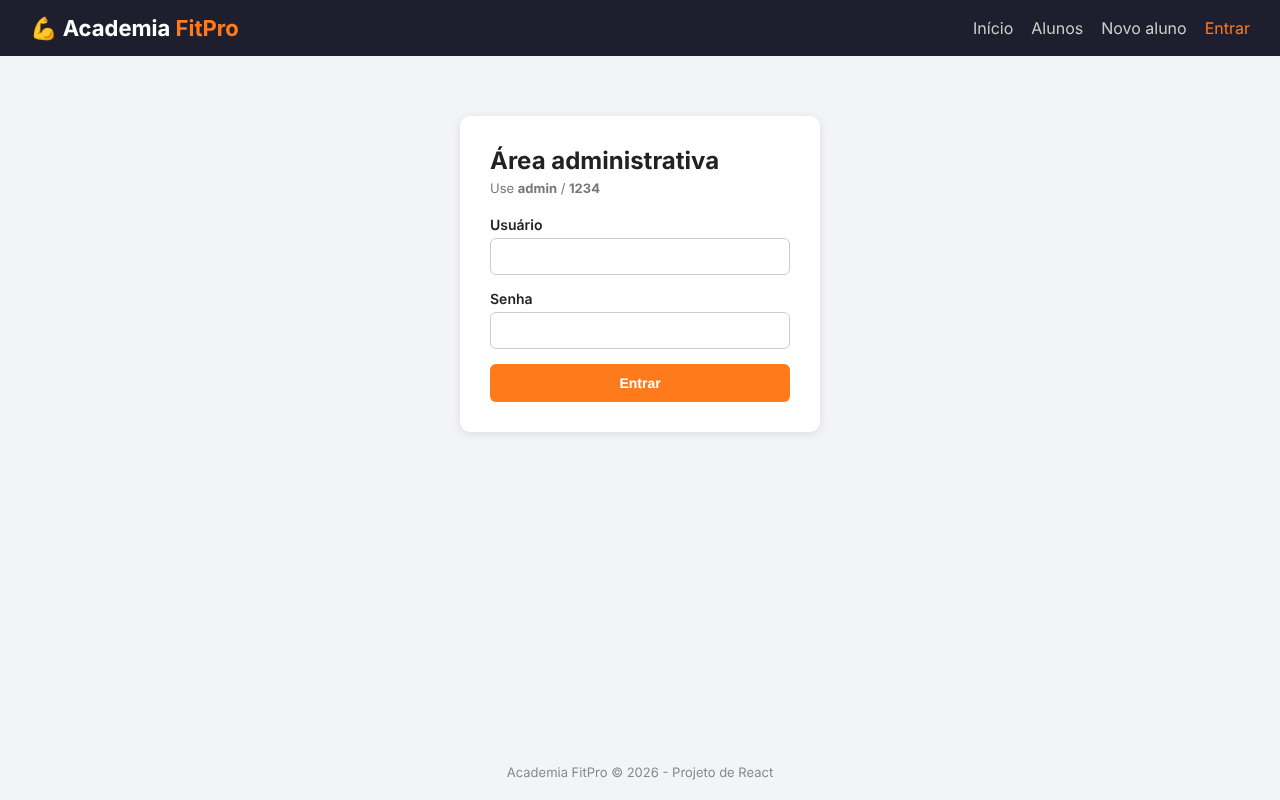 💪 Academia FitPro
Início Alunos Novo aluno Entrar
Área administrativa
Use admin / 1234
Usuário
Senha
Entrar
Academia FitPro © 2026 - Projeto de React